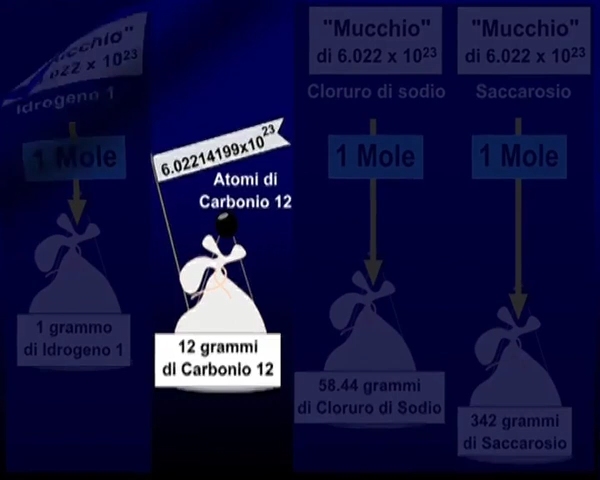 Mucchio"
022 x 10²³
Idrogeno 1
1 Mole
1 grammo
di Idrogeno 1
6.02214199x10²³
Atomi di
Carbonio 12
12 grammi
di Carbonio 12
"Mucchio"
di 6.022 x 10²³
Cloruro di sodio
1 Mole
58.44 grammi
di Cloruro di Sodio
"Mucchio"
di 6.022 x 10²³
Saccarosio
1 Mole
342 grammi
di Saccarosio